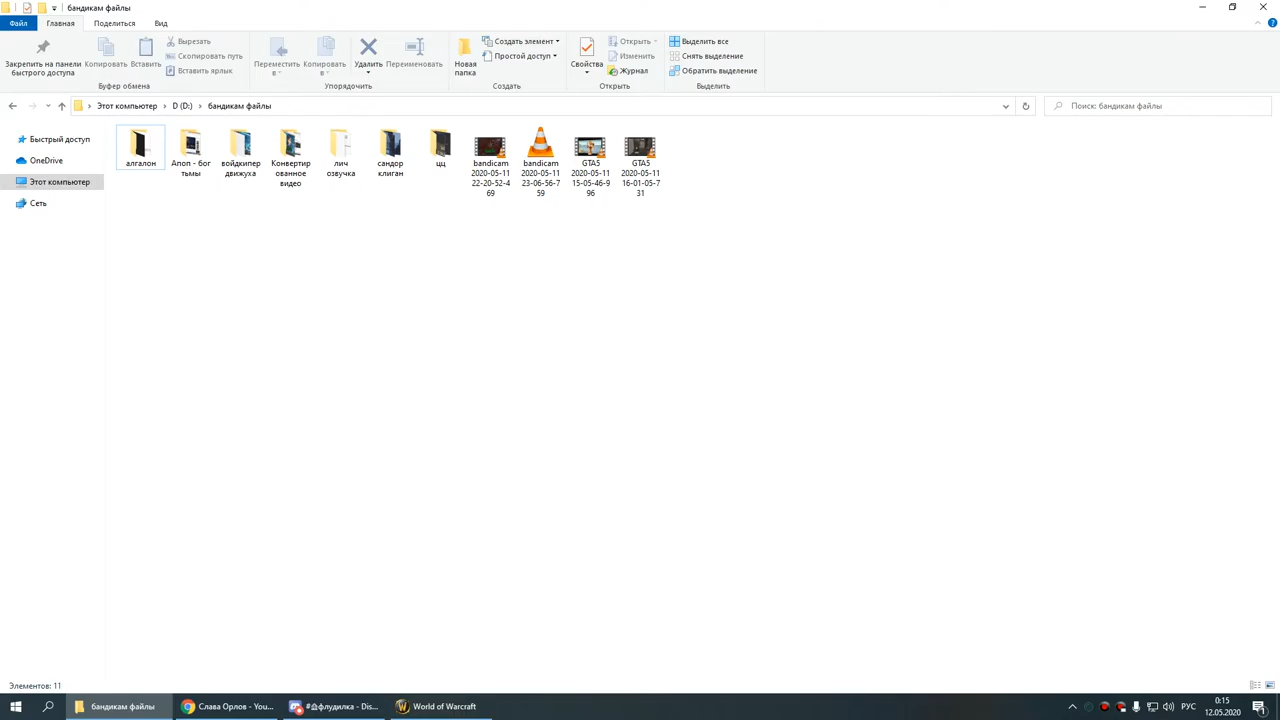 бандикам файлы
Файл
Главная
Поделиться
Вид
Закрепить на панели
быстрого доступа
Копировать
Вставить
Вырезать
Скопировать путь
Вставить ярлык
Буфер обмена
Переместить
в
Копировать
в
Удалить
Переименовать
Упорядочить
Новая
папка
Создать элемент
Простой доступ
Создать
Свойства
Открыть
Изменить
Журнал
Открыть
Выделить все
Снять выделение
Обратить выделение
Выделить
Этот компьютер
D (D:)
бандикам файлы
Поиск: бандикам файлы
Быстрый доступ
OneDrive
Этот компьютер
Сеть
алгалон
Апоп - бог
тьмы
войдкипер
движуха
Конвертир
ованное
видео
лич
озвучка
сандор
клиган
цц
bandicam
2020-05-11
22-20-52-4
69
bandicam
2020-05-11
23-06-56-7
59
GTA5
2020-05-11
15-05-46-9
96
GTA5
2020-05-11
16-01-05-7
31
Элементов: 11
бандикам файлы
Слава Орлов - You...
флудилка - Dis...
World of Warcraft
РУС
0:15
12.05.2020